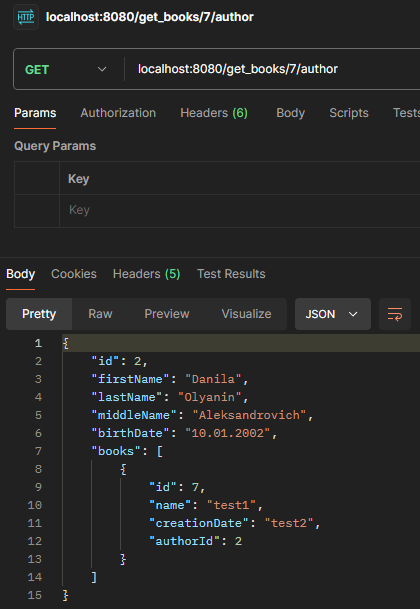 HTTP localhost:8080/get_books/7/author
GET localhost:8080/get_books/7/author
Params Authorization Headers (6) Body Scripts Tests
Query Params
Key
Key
Body Cookies Headers (5) Test Results
Pretty Raw Preview Visualize JSON
1 {
2 "id": 2,
3 "firstName": "Danila",
4 "lastName": "Olyanin",
5 "middleName": "Aleksandrovich",
6 "birthDate": "10.01.2002",
7 "books": [
8 {
9 "id": 7,
10 "name": "test1",
11 "creationDate": "test2",
12 "authorId": 2
13 }
14 ]
15 }